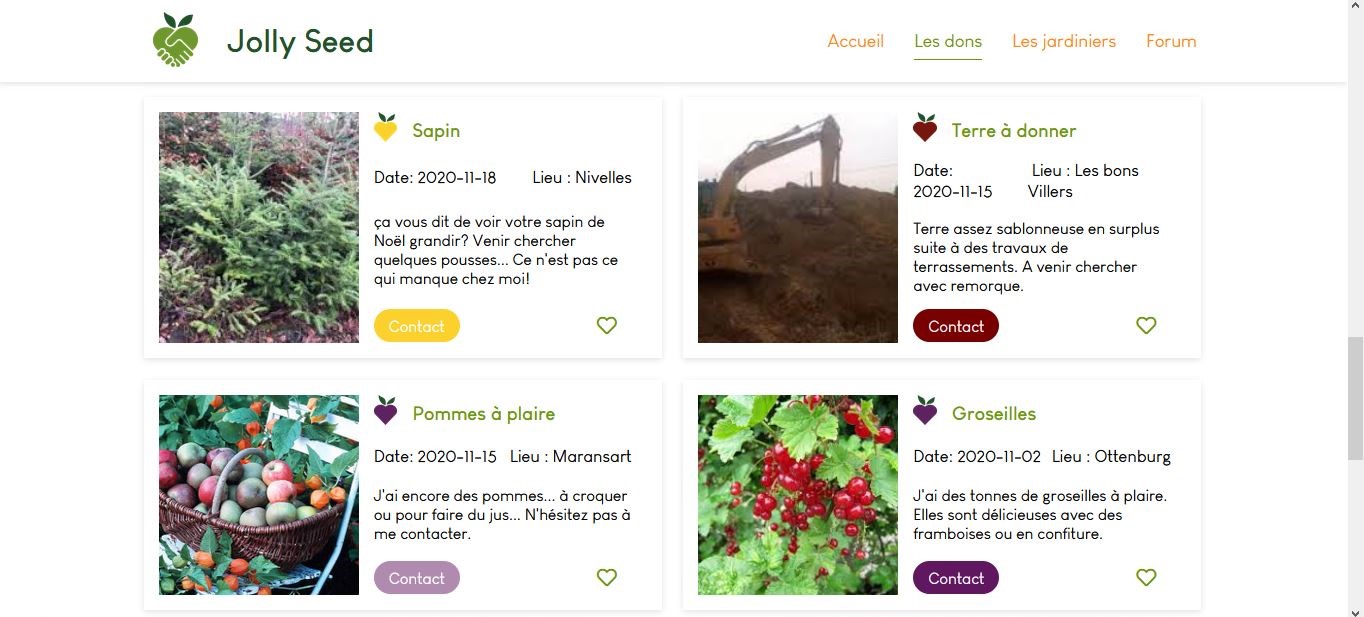 Jolly Seed
Accueil
Les dons
Les jardiniers
Forum
Sapin
Date: 2020-11-18
Lieu : Nivelles
ça vous dit de voir votre sapin de
Noël grandir? Venir chercher
quelques pousses... Ce n'est pas ce
qui manque chez moi!
Contact
Terre à donner
Date:
2020-11-15
Lieu : Les bons
Villers
Terre assez sablonneuse en surplus
suite à des travaux de
terrassements. A venir chercher
avec remorque.
Contact
Pommes à plaire
Date: 2020-11-15
Lieu : Maransart
J'ai encore des pommes... à croquer
ou pour faire du jus... N'hésitez pas à
me contacter.
Contact
Groseilles
Date: 2020-11-02
Lieu : Ottenburg
J'ai des tonnes de groseilles à plaire.
Elles sont délicieuses avec des
framboises ou en confiture.
Contact